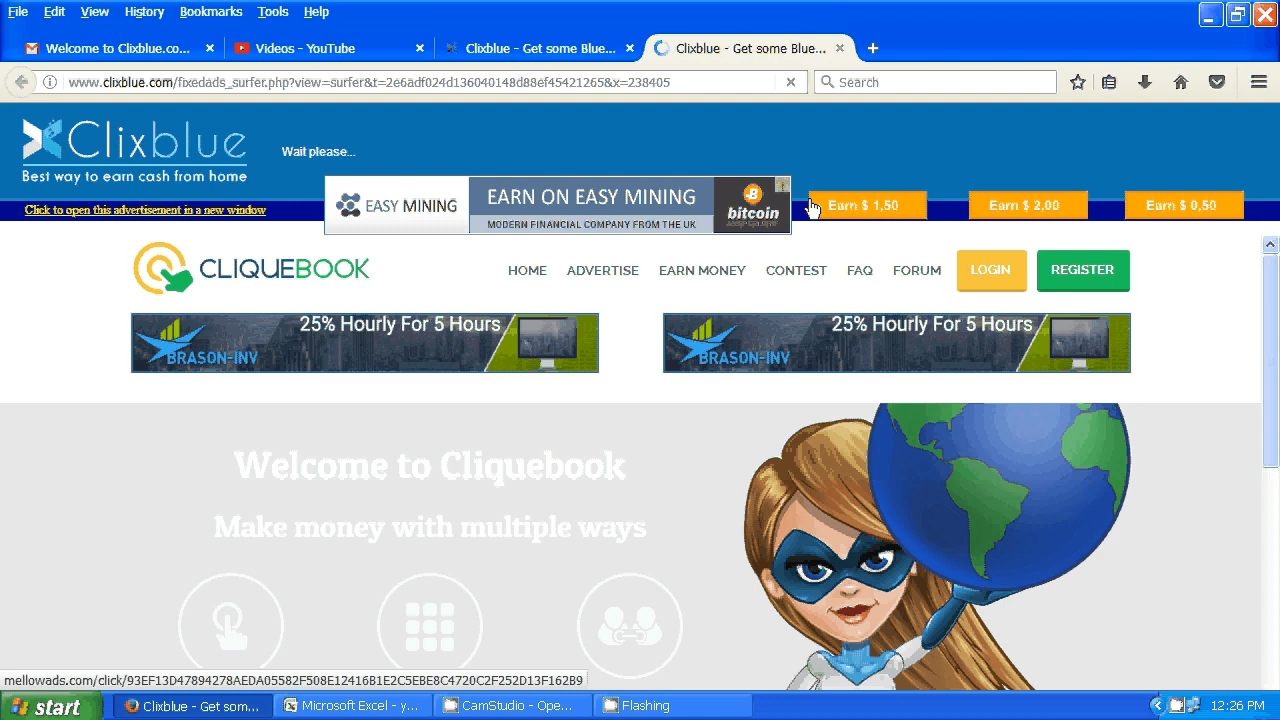 File Edit View History Bookmarks Tools Help
Welcome to Clixblue.co... Videos - YouTube Clixblue - Get some Blue... Clixblue - Get some Blue...
www.clixblue.com/fixedads_surfer.php?view=surfer&t=2e6adf024d136040148d88ef454212658&x=238405 Search
Clixblue
Best way to earn cash from home
Wait please...
Click to open this advertisement in a new window
EASY MINING EARN ON EASY MINING
MODERN FINANCIAL COMPANY FROM THE UK
bitcoin
Earn $ 1,50 Earn $ 2,00 Earn $ 0,50
CLIQUEBOOK HOME ADVERTISE EARN MONEY CONTEST FAQ FORUM LOGIN REGISTER
25% Hourly For 5 Hours 25% Hourly For 5 Hours
BRASON-INV BRASON-INV
Welcome to Cliquebook
Make money with multiple ways
mellowads.com/click/93EF13D47894278AEDA05582F508E12416B1E2C5EBE8C4720C2F252D13F162B9
start Clixblue - Get som... Microsoft Excel - y... CamStudio - Ope... Flashing 12:26 PM